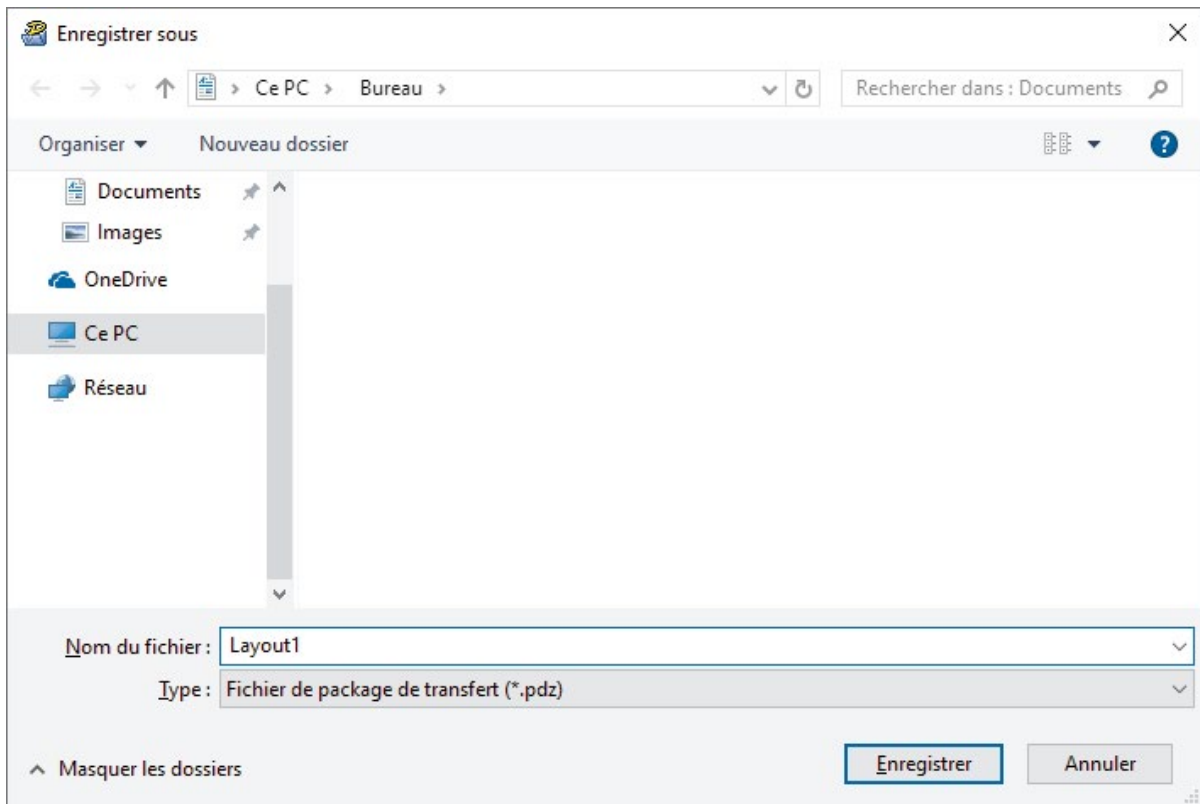 Enregistrer sous
Ce PC > Bureau >
Rechercher dans : Documents
Organiser
Nouveau dossier
?
Documents
Images
OneDrive
Ce PC
Réseau
Nom du fichier : Layout1
Type : Fichier de package de transfert (*.pdz)
Masquer les dossiers
Enregistrer
Annuler